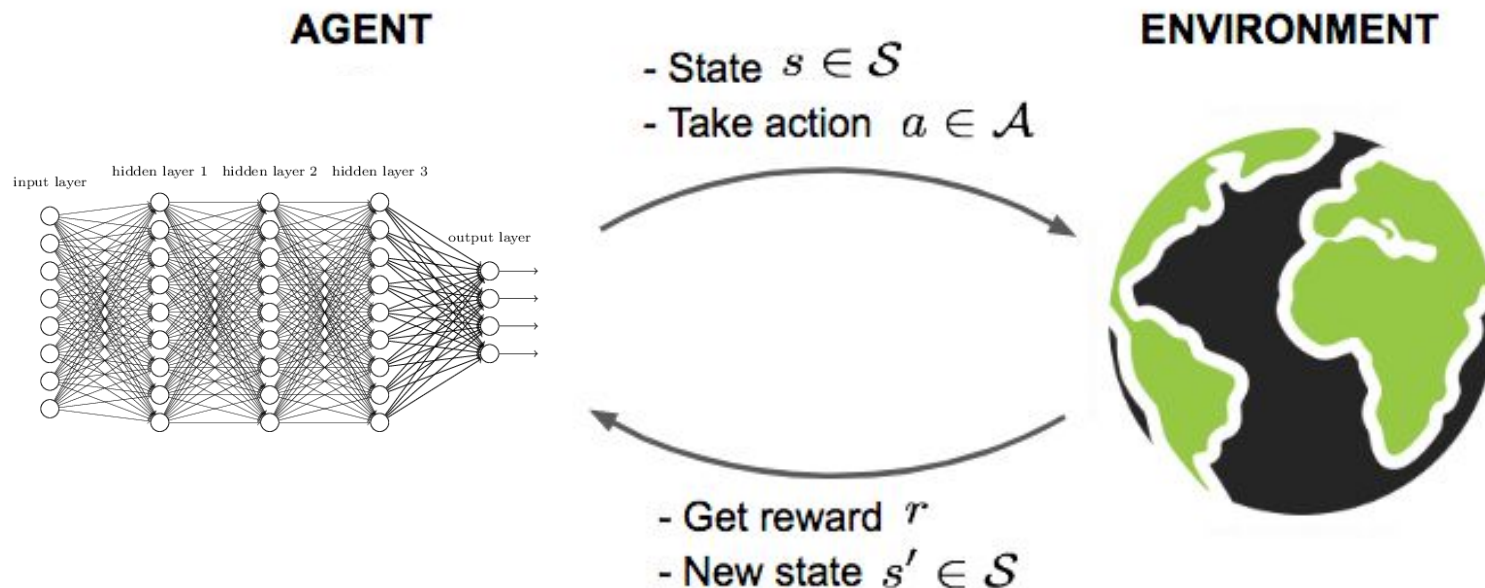 AGENT
ENVIRONMENT
- State s ∈ 𝒮
- Take action a ∈ 𝒜
input layer
hidden layer 1
hidden layer 2
hidden layer 3
output layer
- Get reward r
- New state s′ ∈ 𝒮